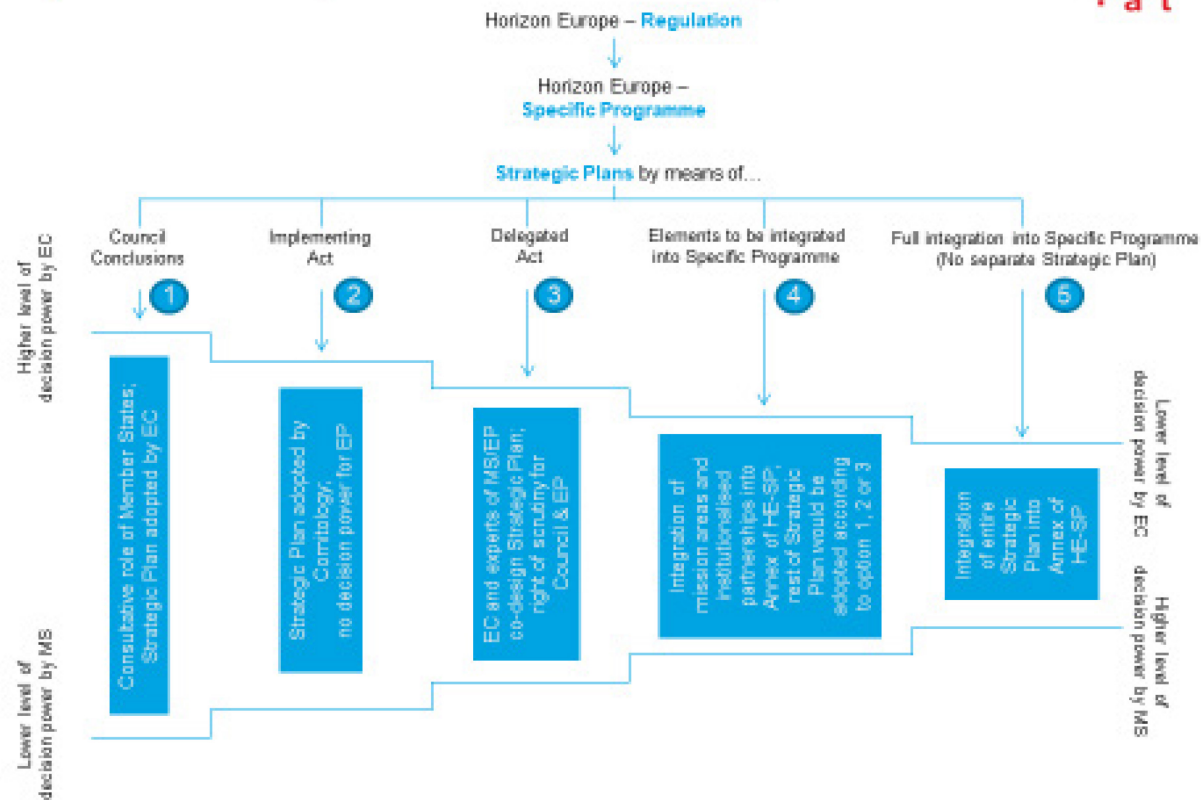 Horizon Europe – Regulation
Horizon Europe –
Specific Programme
Strategic Plans by means of...
Council
Conclusions
1
Implementing
Act
2
Delegated
Act
3
Elements to be integrated
into Specific Programme
4
Full integration into Specific Programme
(No separate Strategic Plan)
5
Higher level of
decision power by EC
Lower level of
decision power by MS
Consultative role of Member States;
Strategic Plan adopted by EC
Strategic Plan adopted by
Comitology;
no decision power for EP
EC and experts of MS/EP
co-design Strategic Plan;
right of scrutiny for
Council & EP
Integration of
mission areas and
institutionalised
partnerships into
Annex of HE-SP;
rest of Strategic
Plan would be
adopted according
to option 1, 2 or 3
Integration
of entire
Strategic
Plan into
Annex of
HE-SP
Lower level of
decision power by EC
Higher level of
decision power by MS